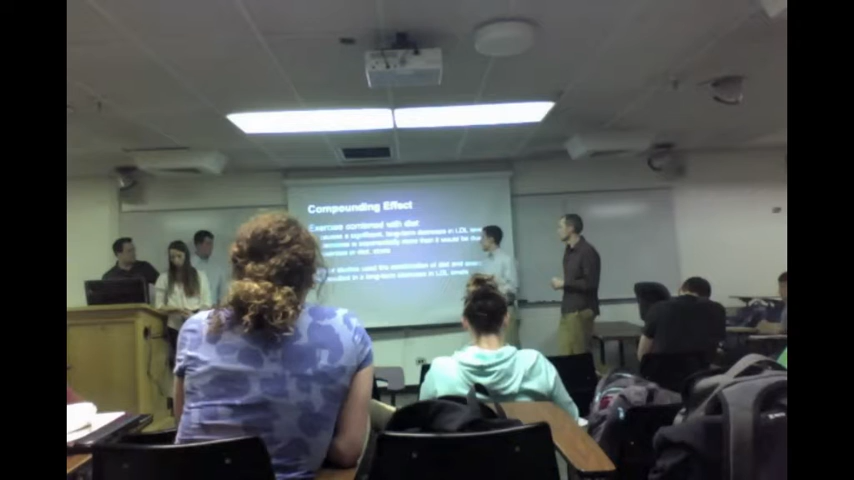 Compounding Effect
Exercise combined with diet
cause a significant, long-term decrease in LDL
decrease is exponentially more than it would be the
exercise or diet, alone
studies used the combination of diet and
resulted in a long-term decrease in LDL levels